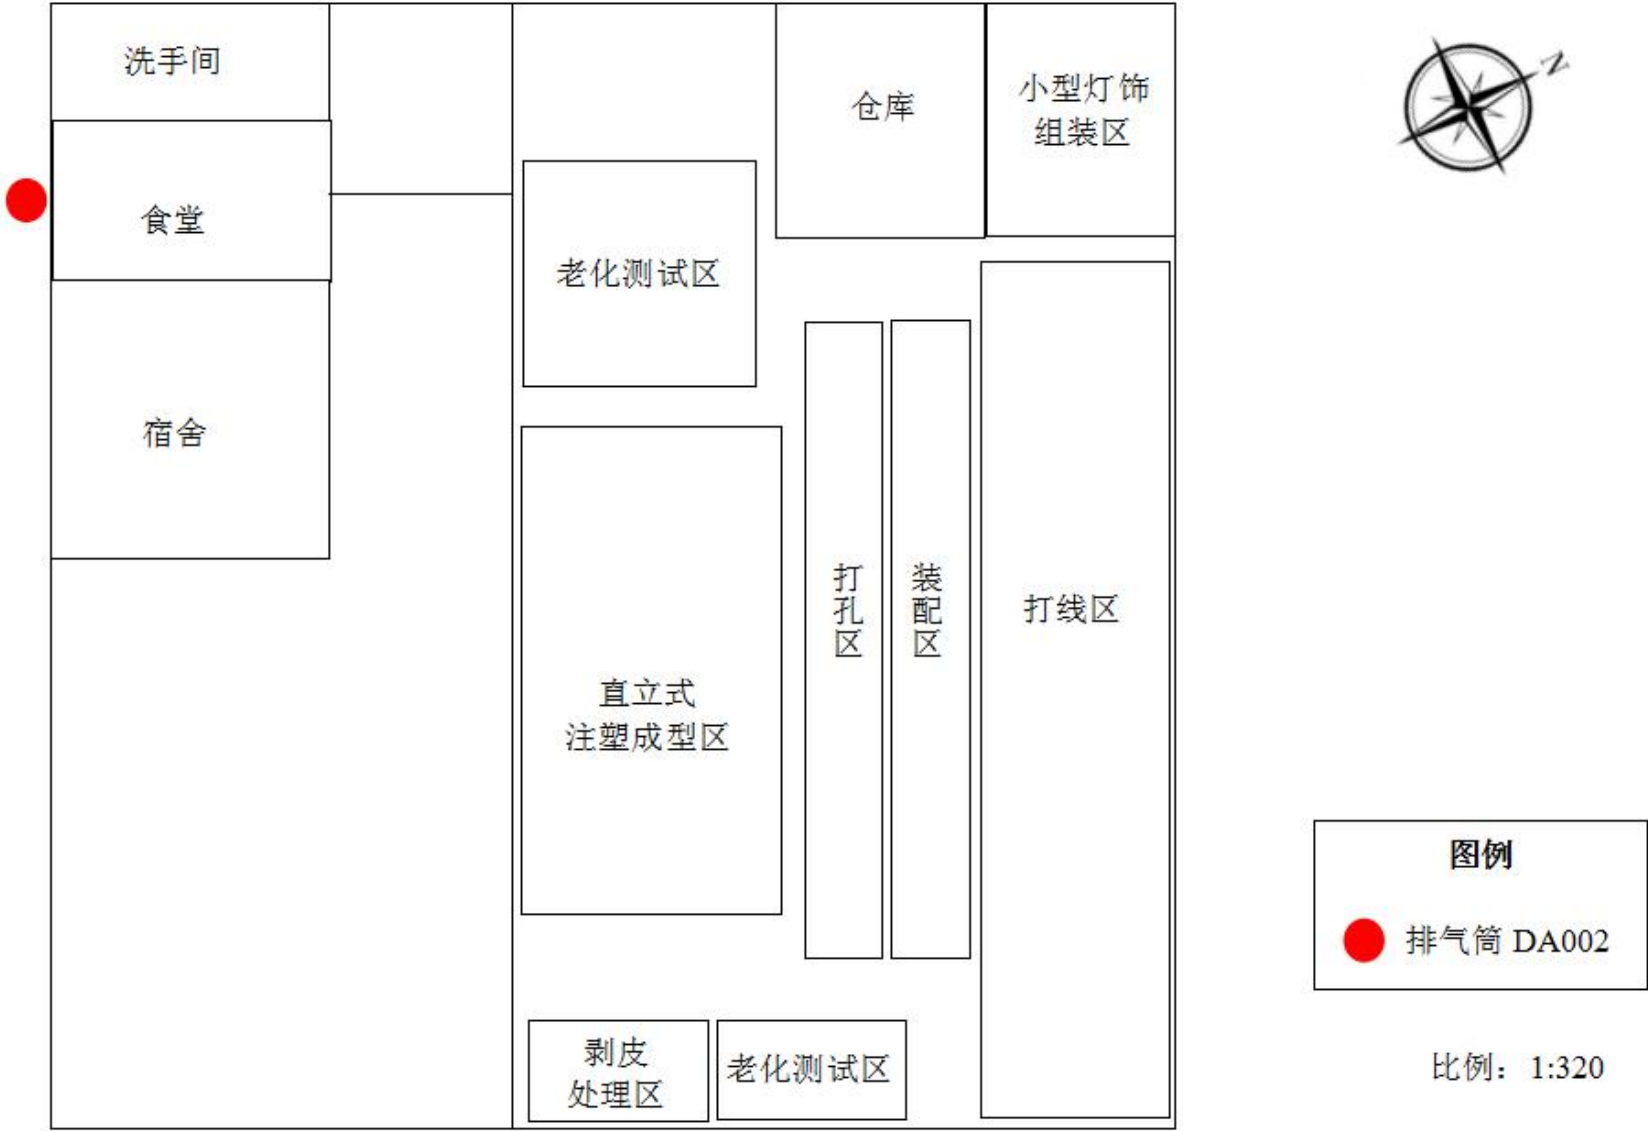 洗手间
食堂
宿舍
仓库
小型灯饰
组装区
N
老化测试区
直立式
注塑成型区
打孔区
装配区
打线区
剥皮
处理区
老化测试区
图例
排气筒 DA002
比例：1:320